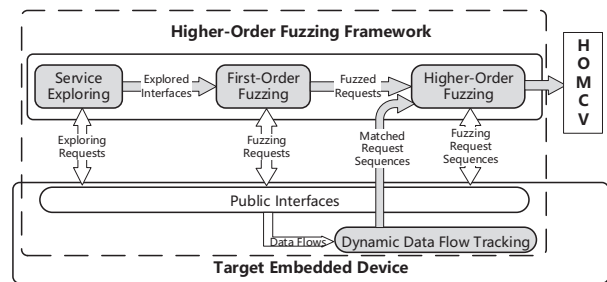 Higher-Order Fuzzing Framework
Service
Exploring
Explored
Interfaces
First-Order
Fuzzing
Fuzzed
Requests
Higher-Order
Fuzzing
H
O
M
C
V
Exploring
Requests
Fuzzing
Requests
Matched
Request
Sequences
Fuzzing
Request
Sequences
Public Interfaces
Data Flows
Dynamic Data Flow Tracking
Target Embedded Device